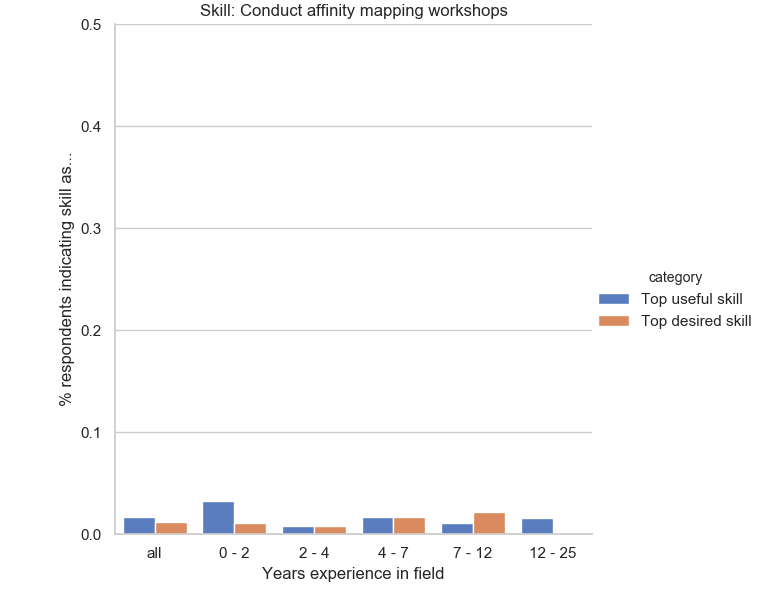 Skill: Conduct affinity mapping workshops
0.5
0.4
0.3
0.2
0.1
0.0
% respondents indicating skill as...
all
0 - 2
2 - 4
4 - 7
7 - 12
12 - 25
Years experience in field
category
Top useful skill
Top desired skill